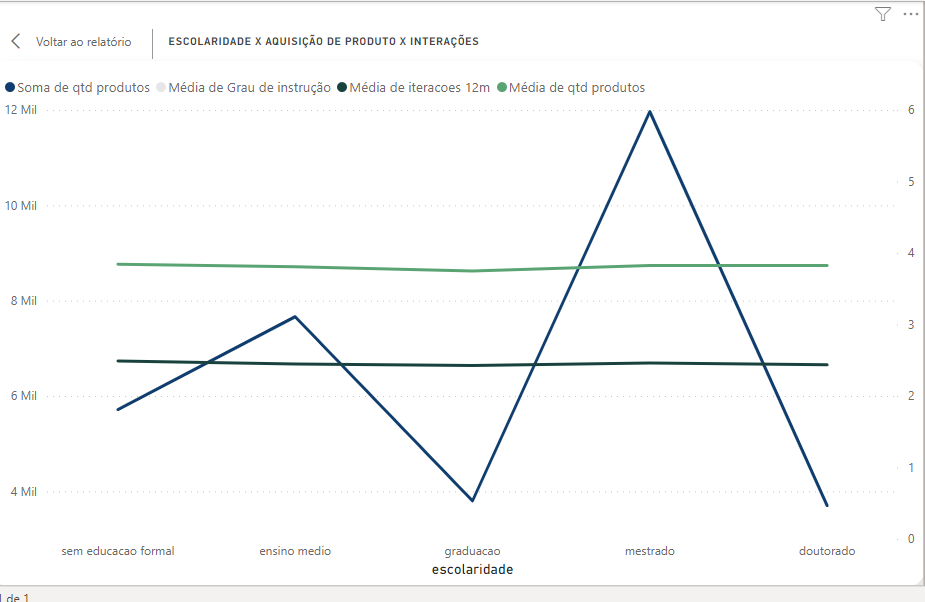 Voltar ao relatório
ESCOLARIDADE X AQUISIÇÃO DE PRODUTO X INTERAÇÕES
Soma de qtd produtos Média de Grau de instrução Média de iteracoes 12m Média de qtd produtos
12 Mil
10 Mil
8 Mil
6 Mil
4 Mil
6
5
4
3
2
1
0
sem educacao formal ensino medio graduacao mestrado doutorado
escolaridade
1 de 1